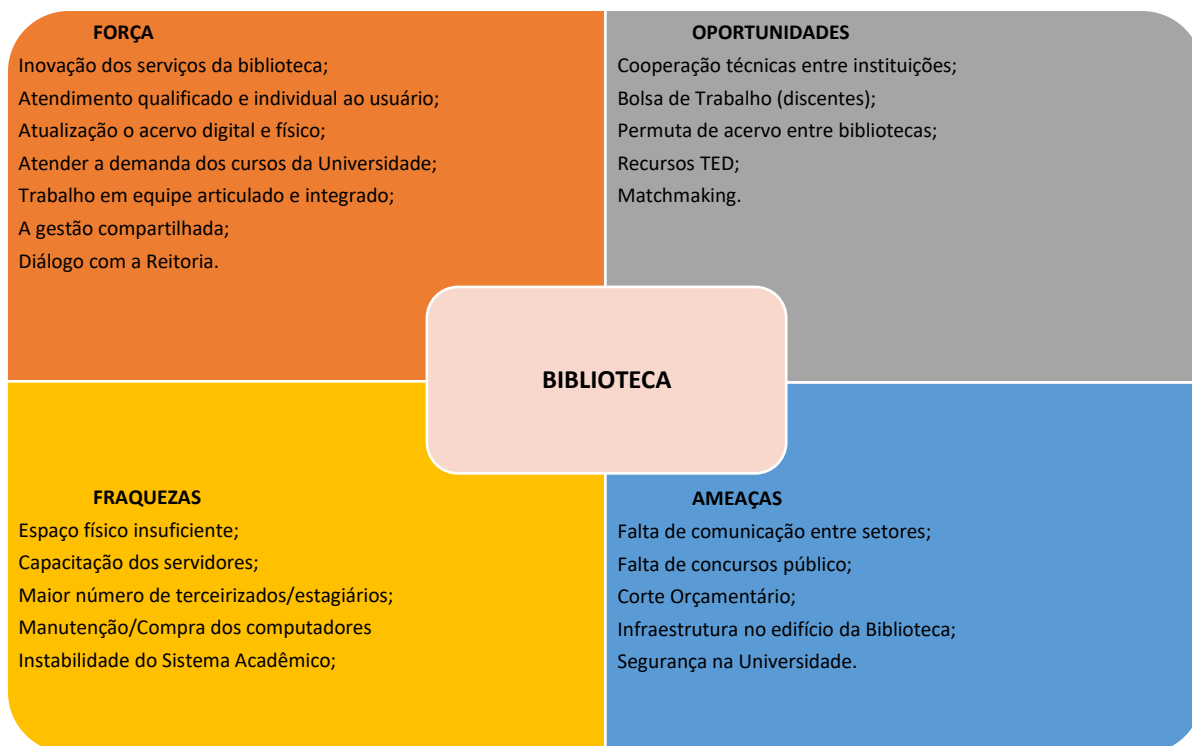 FORÇA
Inovação dos serviços da biblioteca;
Atendimento qualificado e individual ao usuário;
Atualização o acervo digital e físico;
Atender a demanda dos cursos da Universidade;
Trabalho em equipe articulado e integrado;
A gestão compartilhada;
Diálogo com a Reitoria.
OPORTUNIDADES
Cooperação técnicas entre instituições;
Bolsa de Trabalho (discentes);
Permuta de acervo entre bibliotecas;
Recursos TED;
Matchmaking.
BIBLIOTECA
FRAQUEZAS
Espaço físico insuficiente;
Capacitação dos servidores;
Maior número de terceirizados/estagiários;
Manutenção/Compra dos computadores
Instabilidade do Sistema Acadêmico;
AMEAÇAS
Falta de comunicação entre setores;
Falta de concursos público;
Corte Orçamentário;
Infraestrutura no edifício da Biblioteca;
Segurança na Universidade.